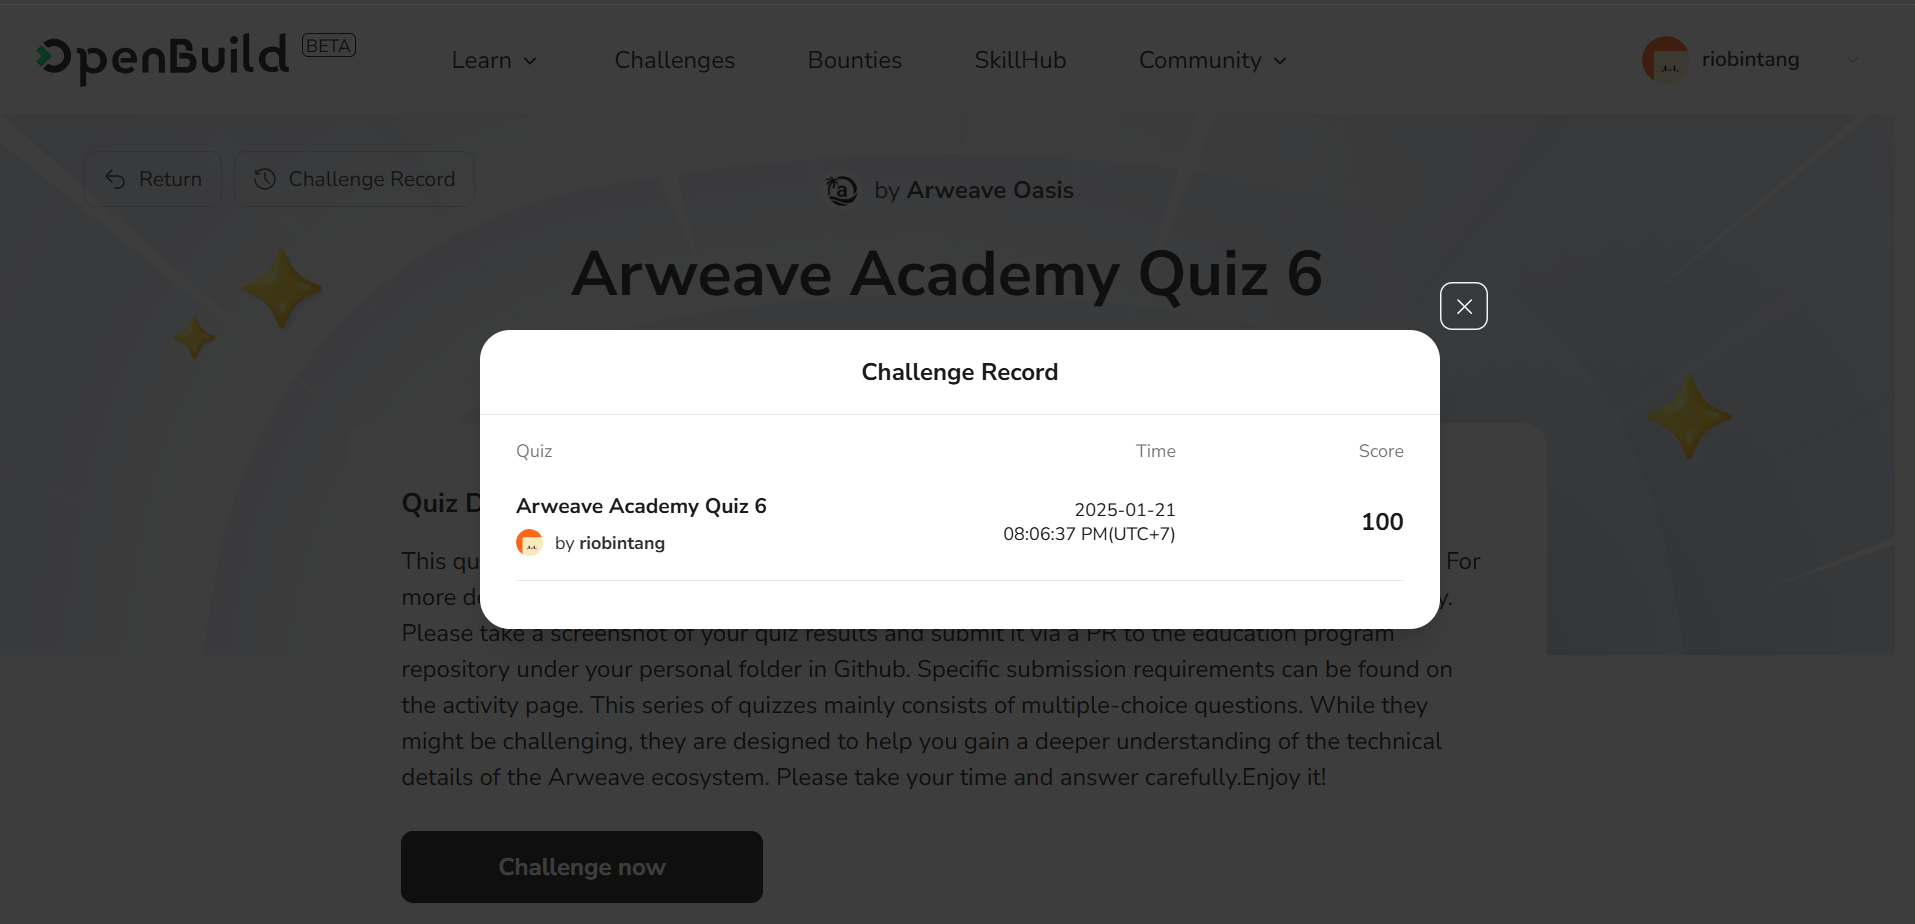 OpenBuild BETA
Learn Challenges Bounties SkillHub Community riobintang
Return Challenge Record
by Arweave Oasis
Arweave Academy Quiz 6
Challenge Record
Quiz Time Score
Arweave Academy Quiz 6
by riobintang
2025-01-21
08:06:37 PM(UTC+7)
100
Quiz
This For
more
Please take a screenshot of your quiz results and submit it via a PR to the education program
repository under your personal folder in Github. Specific submission requirements can be found on
the activity page. This series of quizzes mainly consists of multiple-choice questions. While they
might be challenging, they are designed to help you gain a deeper understanding of the technical
details of the Arweave ecosystem. Please take your time and answer carefully.Enjoy it!
Challenge now